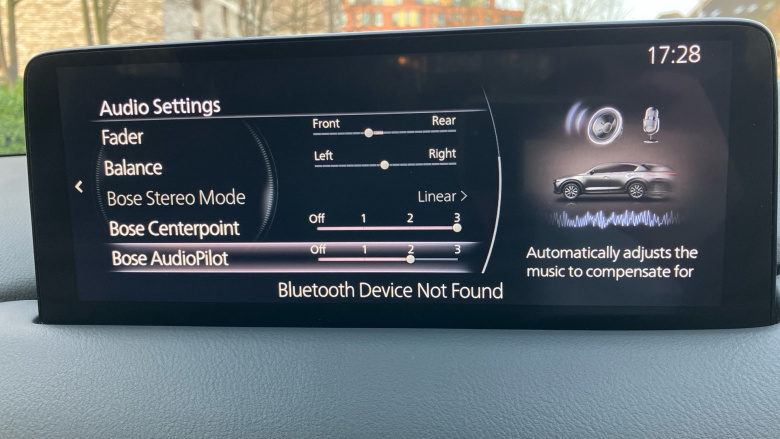 17:28
Audio Settings
Fader Front Rear
Balance Left Right
Bose Stereo Mode Linear >
Bose Centerpoint Off 1 2 3
Bose AudioPilot Off 1 2 3
Automatically adjusts the
music to compensate for
Bluetooth Device Not Found